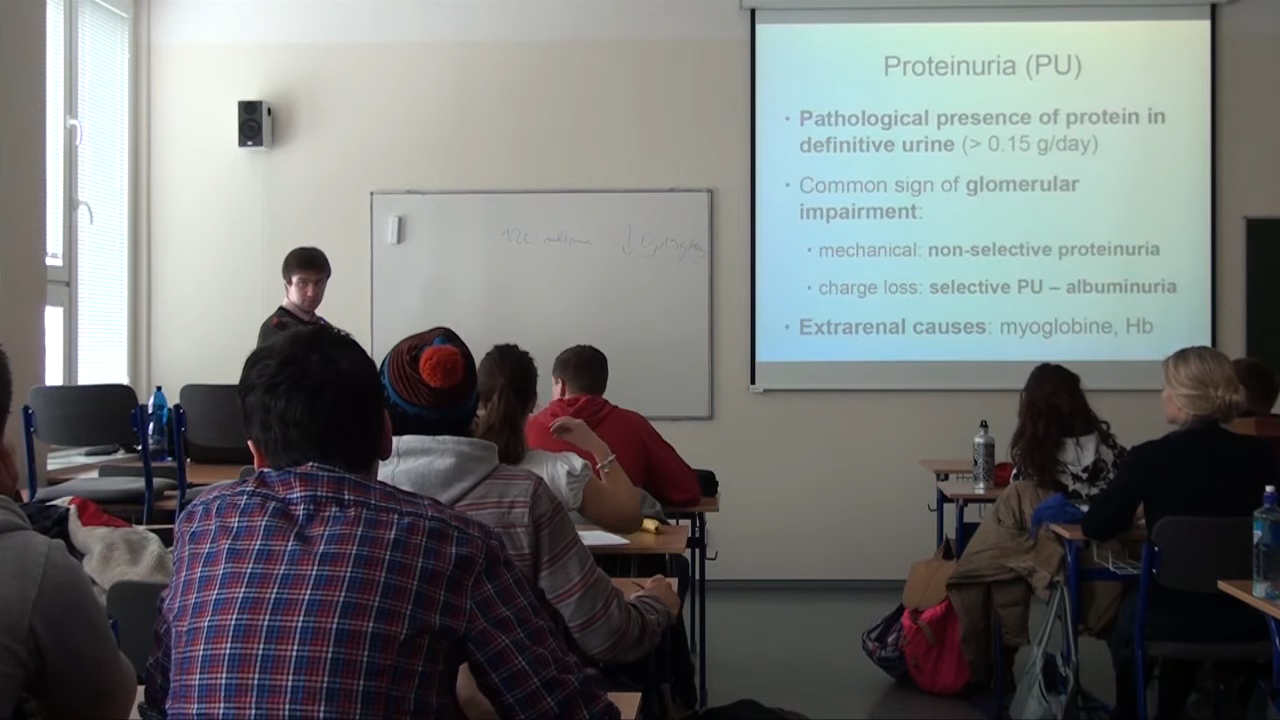 Proteinuria (PU)
• Pathological presence of protein in
definitive urine (> 0.15 g/day)
• Common sign of glomerular
impairment:
• mechanical: non-selective proteinuria
• charge loss: selective PU – albuminuria
• Extrarenal causes: myoglobine, Hb